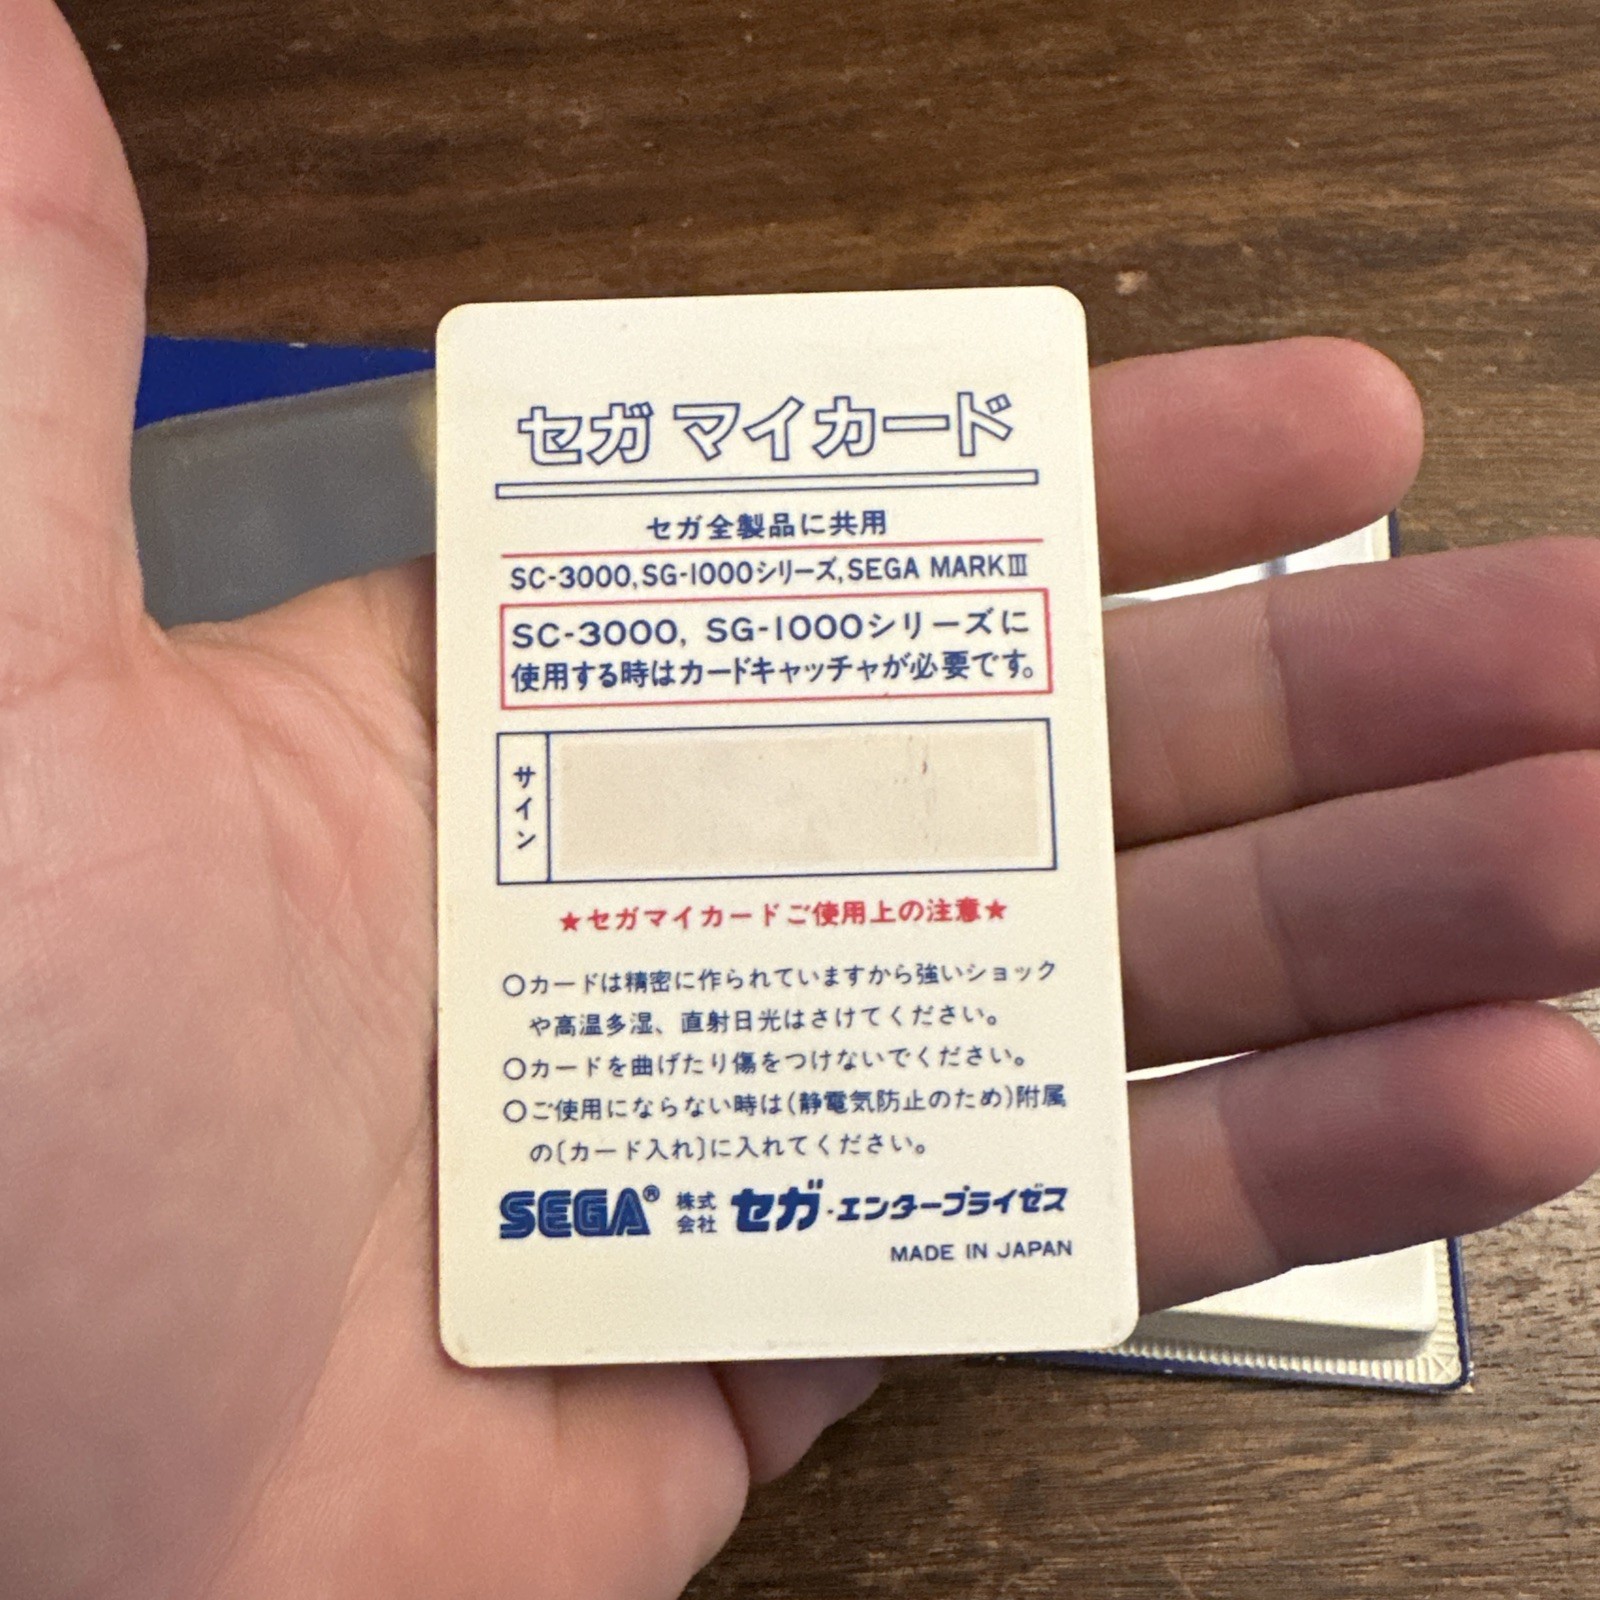 セガ マイカード
セガ全製品に共用
SC-3000,SG-1000シリーズ,SEGA MARKⅢ
SC-3000, SG-1000シリーズに
使用する時はカードキャッチャが必要です。
サイン
★セガマイカードご使用上の注意★
○カードは精密に作られていますから強いショック
や高温多湿、直射日光はさけてください。
○カードを曲げたり傷をつけないでください。
○ご使用にならない時は(静電気防止のため)附属
の〔カード入れ〕に入れてください。
SEGA® 株式会社 セガ・エンタープライゼス
MADE IN JAPAN